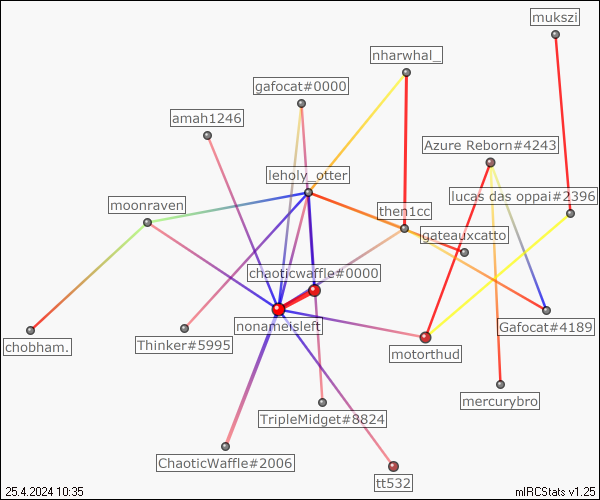 mukszi
nharwhal_
gafocat#0000
amah1246
Azure Reborn#4243
leholy_otter
lucas das oppai#2396
moonraven
then1cc
gateauxcatto
chaoticwaffle#0000
nonameisleft
Gafocat#4189
Thinker#5995
chobham.
motorthud
mercurybro
TripleMidget#8824
ChaoticWaffle#2006
tt532
25.4.2024 10:35
mIRCStats v1.25